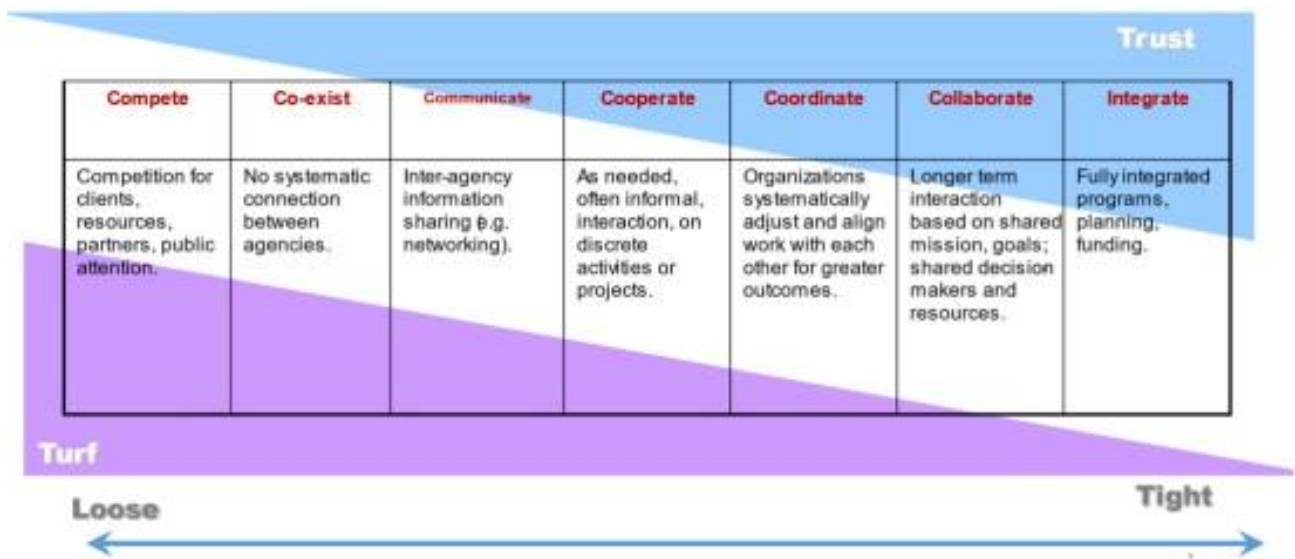 Trust
Compete
Co-exist
Communicate
Cooperate
Coordinate
Collaborate
Integrate
Competition for
clients,
resources,
partners, public
attention.
No systematic
connection
between
agencies.
Inter-agency
information
sharing (e.g.
networking).
As needed,
often informal,
interaction, on
discrete
activities or
projects.
Organizations
systematically
adjust and align
work with each
other for greater
outcomes.
Longer term
interaction
based on shared
mission, goals;
shared decision
makers and
resources.
Fully integrated
programs,
planning,
funding.
Turf
Loose
Tight